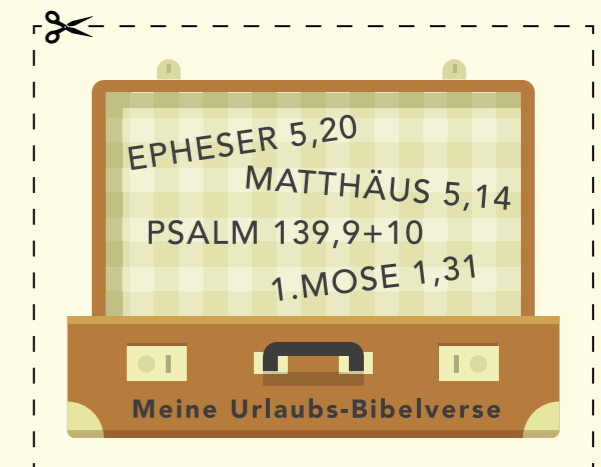 EPHESER 5,20
MATTHÄUS 5,14
PSALM 139,9+10
1.MOSE 1,31
Meine Urlaubs-Bibelverse